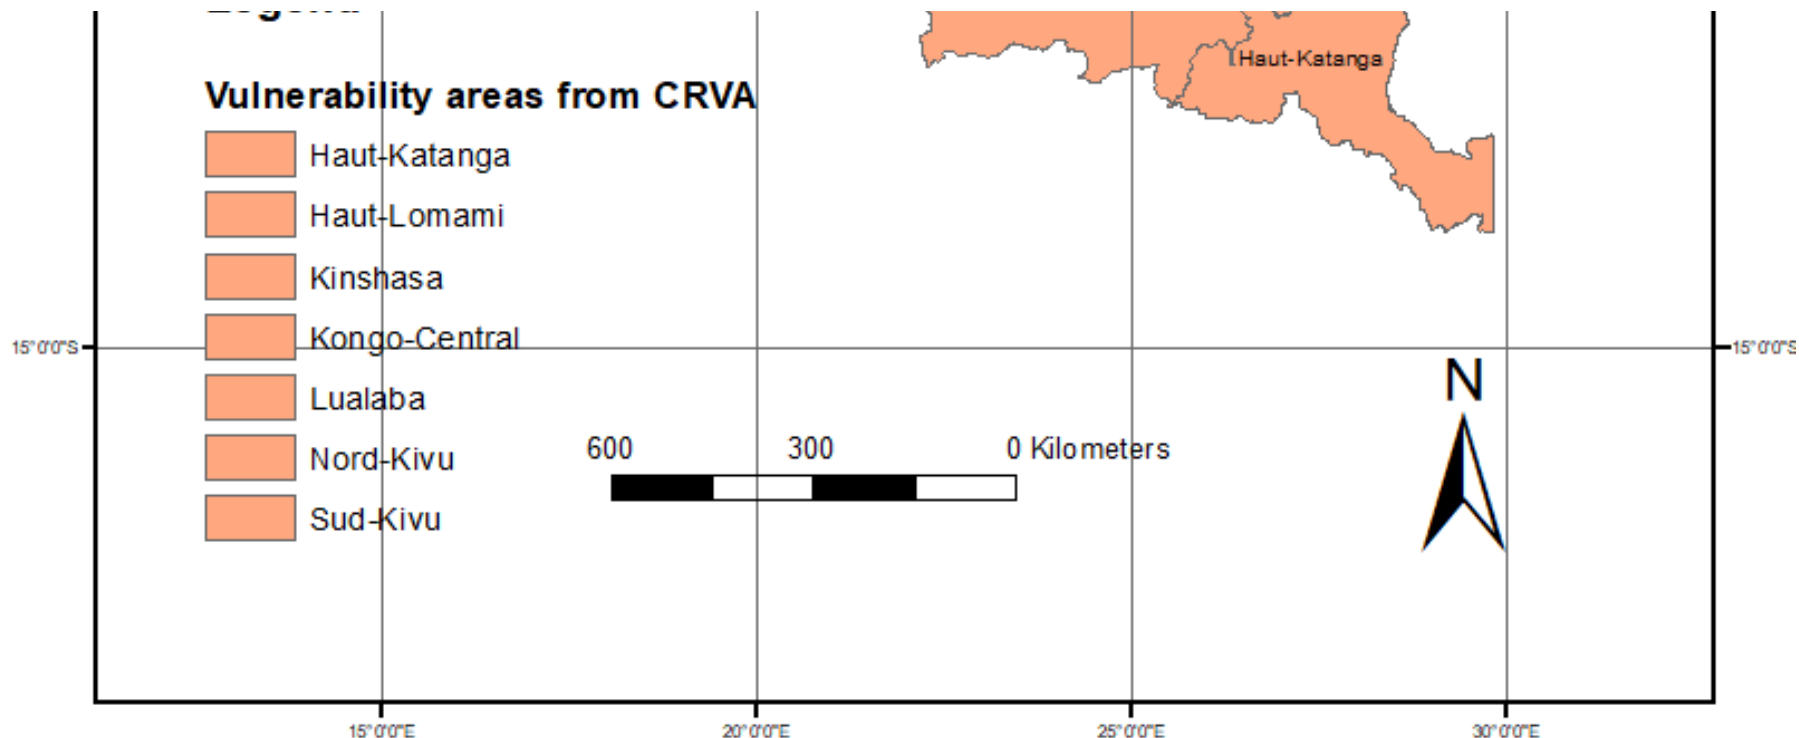 Haut-Katanga
Vulnerability areas from CRVA
Haut-Katanga
Haut-Lomami
Kinshasa
Kongo-Central
Lualaba
Nord-Kivu
Sud-Kivu
15°0'0"S
15°0'0"S
N
600 300 0 Kilometers
15°0'0"E 20°0'0"E 25°0'0"E 30°0'0"E